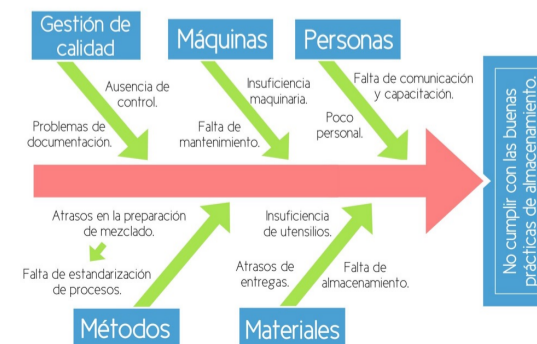 Gestión de
calidad
Máquinas
Personas
Ausencia de
control.
Problemas de
documentación.
Insuficiencia
maquinaria.
Falta de
mantenimiento.
Falta de comunicación
y capacitación.
Poco
personal.
No cumplir con las buenas
prácticas de almacenamiento.
Atrasos en la preparación
de mezclado.
Falta de estandarización
de procesos.
Insuficiencia
de utensilios.
Atrasos de
entregas.
Falta de
almacenamiento.
Métodos
Materiales